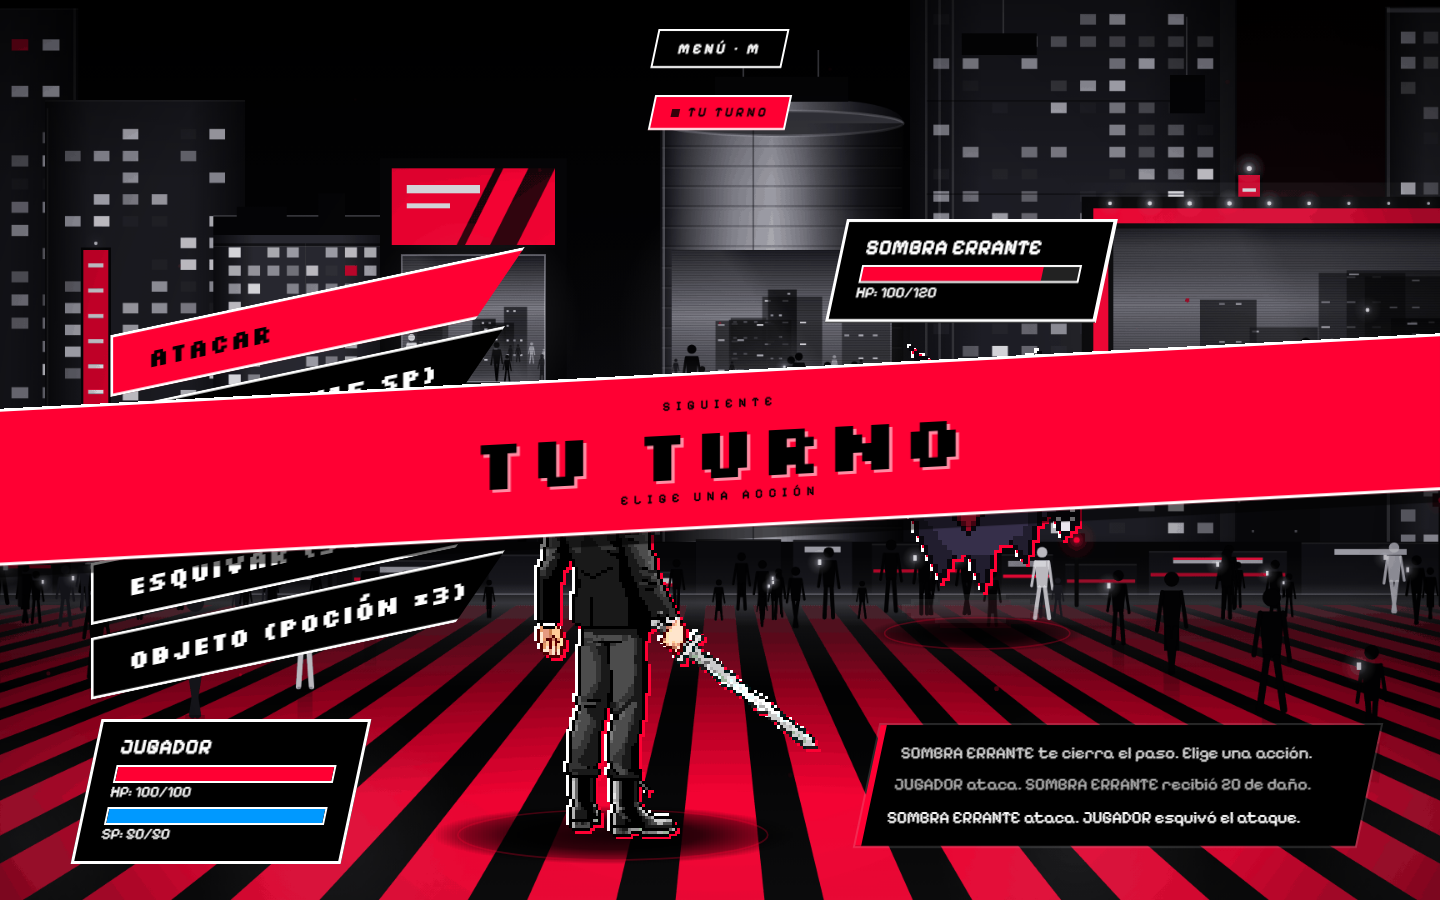 MENÚ · M
TU TURNO
SOMBRA ERRANTE
HP: 100/120
ATACAR
SP)
SIGUIENTE
TU TURNO
ELIGE UNA ACCIÓN
ESQUIVAR
OBJETO (POCIÓN x3)
JUGADOR
HP: 100/100
SP: 50/50
SOMBRA ERRANTE te cierra el paso. Elige una acción.
JUGADOR ataca. SOMBRA ERRANTE recibió 20 de daño.
SOMBRA ERRANTE ataca. JUGADOR esquivó el ataque.